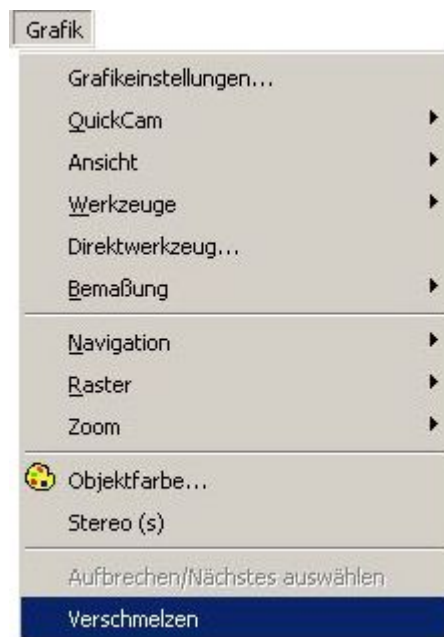 Grafik
Grafikeinstellungen...
QuickCam
Ansicht
Werkzeuge
Direktwerkzeug...
Bemaßung
Navigation
Raster
Zoom
Objektfarbe...
Stereo (s)
Aufbrechen/Nächstes auswählen
Verschmelzen